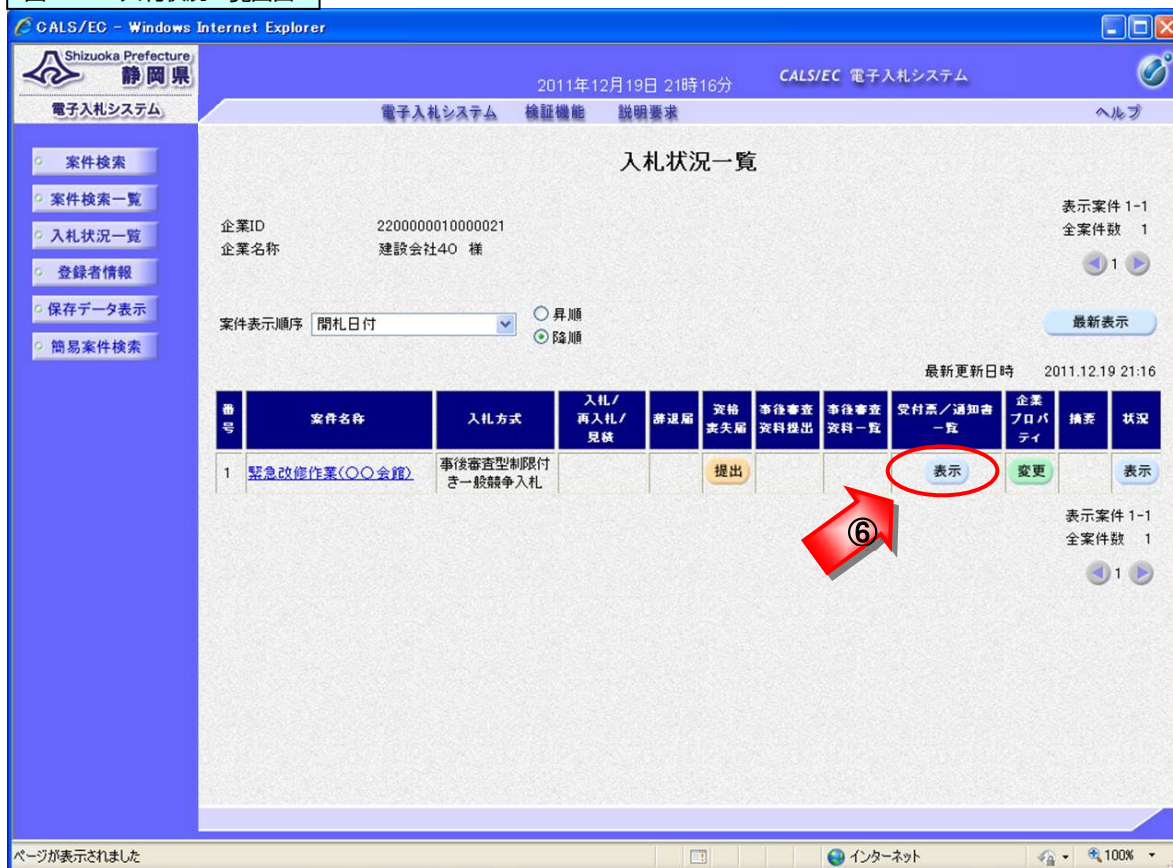 CALS/EC - Windows Internet Explorer
Shizuoka Prefecture
静岡県
電子入札システム
2011年12月19日 21時16分
CALS/EC 電子入札システム
電子入札システム 検証機能 説明要求 ヘルプ
案件検索
案件検索一覧
入札状況一覧
登録者情報
保存データ表示
簡易案件検索
入札状況一覧
表示案件 1-1
全案件数 1
1
企業ID 2200000010000021
企業名称 建設会社40 様
案件表示順序 開札日付
昇順
降順
最新表示
最新更新日時 2011.12.19 21:16
番号 案件名称 入札方式 入札/再入札/見積 辞退届 資格喪失届 事後審査資料提出 事後審査資料一覧 受付票/通知書一覧 企業プロパティ 摘要 状況
1 緊急改修作業(〇〇会館) 事後審査型制限付き一般競争入札 提出 表示 変更 表示
⑥
表示案件 1-1
全案件数 1
1
ページが表示されました インターネット 100%